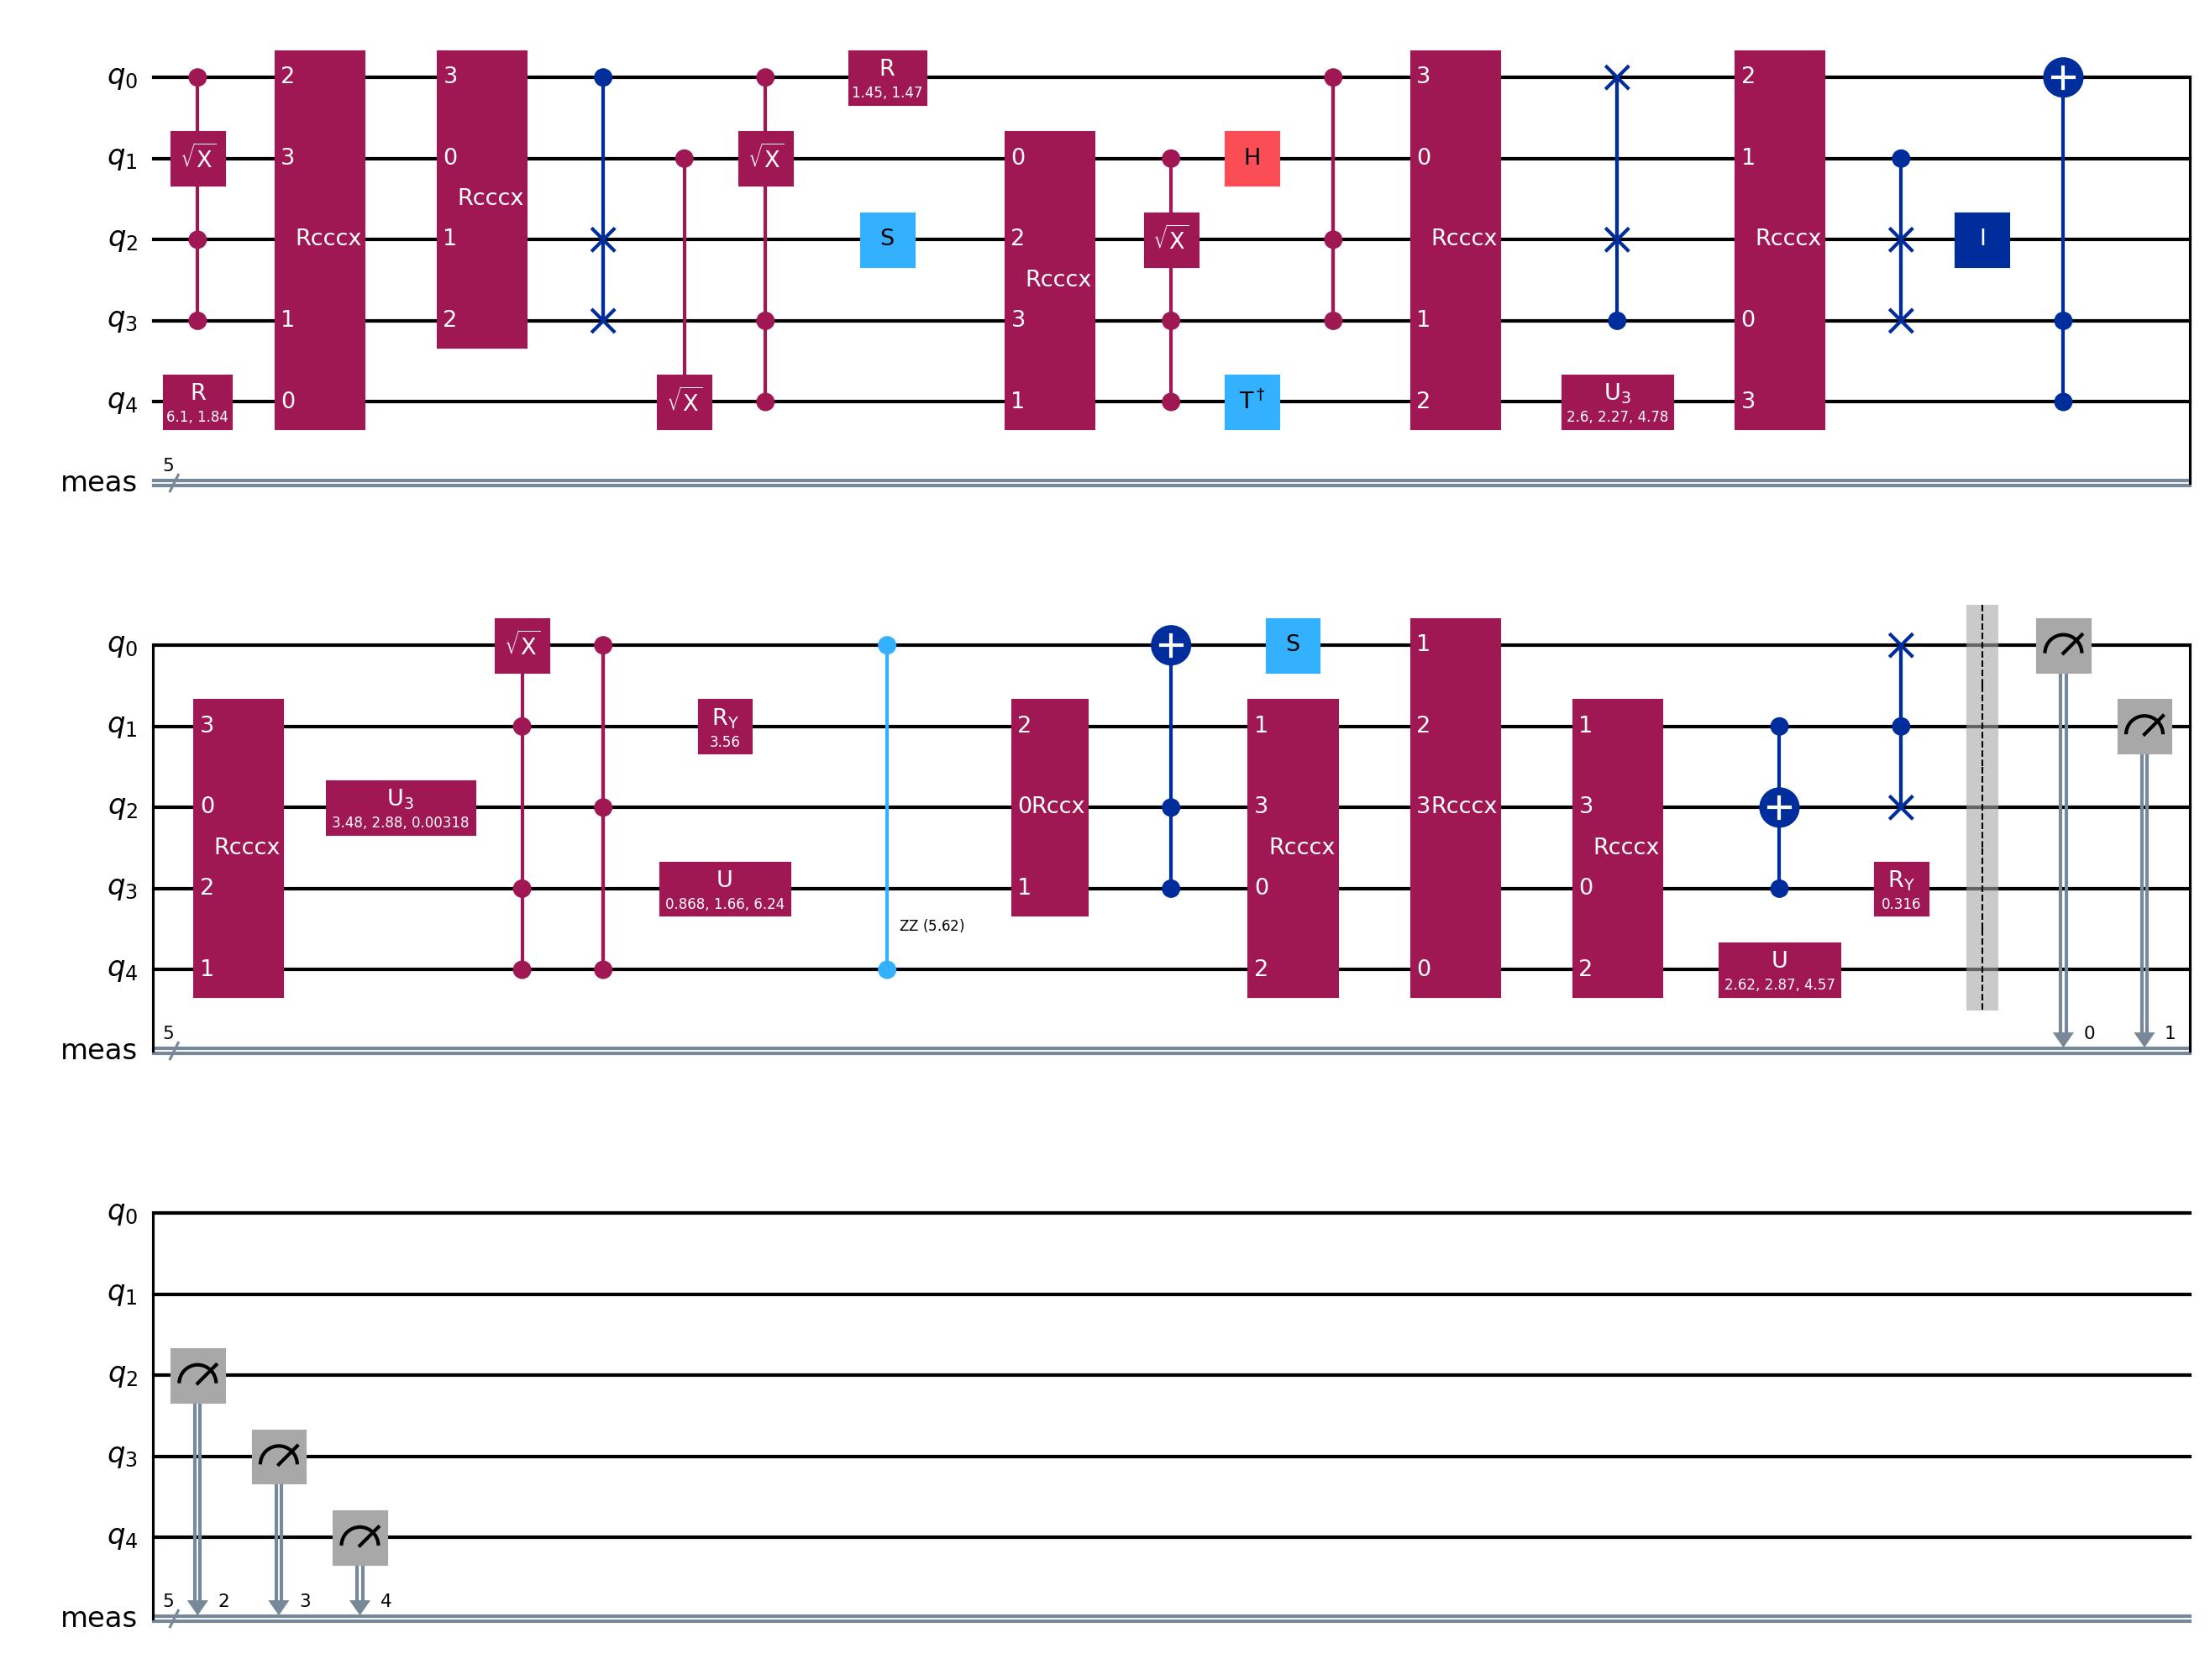 q0 2 3 R
1.45, 1.47 3 2
q1 √X 3 0 √X 0 H 0 1
Rcccx
q2 Rcccx 1 S 2 √X Rcccx Rcccx I
Rcccx
q3 1 2 3 1 0
q4 R
6.1, 1.84 0 √X 1 T† 2 U3
2.6, 2.27, 4.78 3
meas 5
q0 √X S 1
q1 3 RY
3.56 2 1 2 1
q2 0 U3
3.48, 2.88, 0.00318 0Rccx 3 3Rcccx 3
Rcccx Rcccx Rcccx
q3 2 U
0.868, 1.66, 6.24 1 0 0 RY
0.316
ZZ (5.62)
q4 1 2 0 2 U
2.62, 2.87, 4.57
meas 5 0 1
q0
q1
q2
q3
q4
meas 5 2 3 4